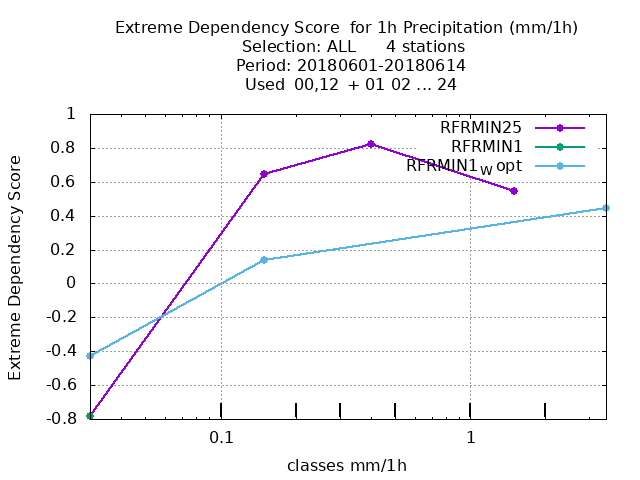 Extreme Dependency Score  for 1h Precipitation (mm/1h)
Selection: ALL      4 stations
Period: 20180601-20180614
Used  00,12  + 01 02 ... 24
1
0.8
0.6
0.4
0.2
0
-0.2
-0.4
-0.6
-0.8
Extreme Dependency Score
RFRMIN25
RFRMIN1
RFRMIN1W opt
0.1
1
classes mm/1h